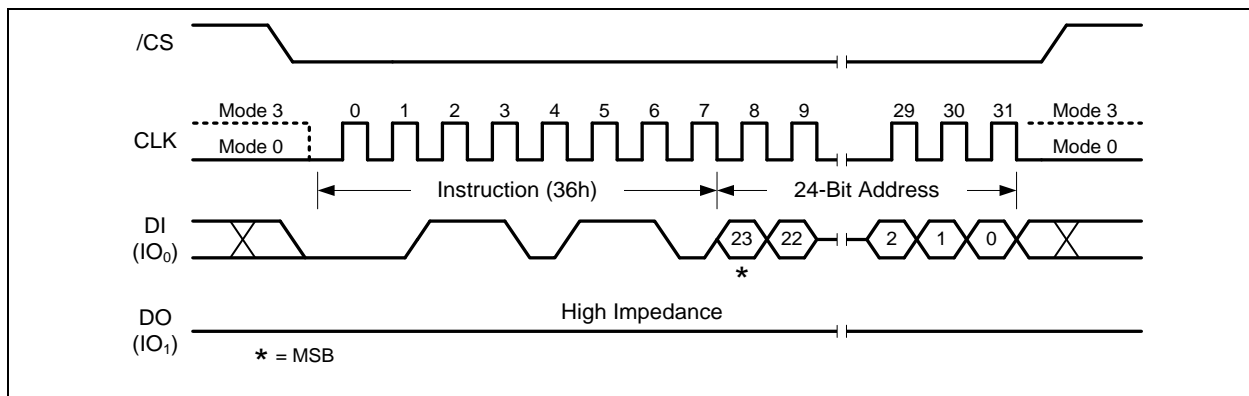 /CS
Mode 3 0 1 2 3 4 5 6 7 8 9 29 30 31 Mode 3
CLK Mode 0 Mode 0
Instruction (36h) 24-Bit Address
DI
(IO₀)
23 22 2 1 0
*
DO
(IO₁)
High Impedance
* = MSB